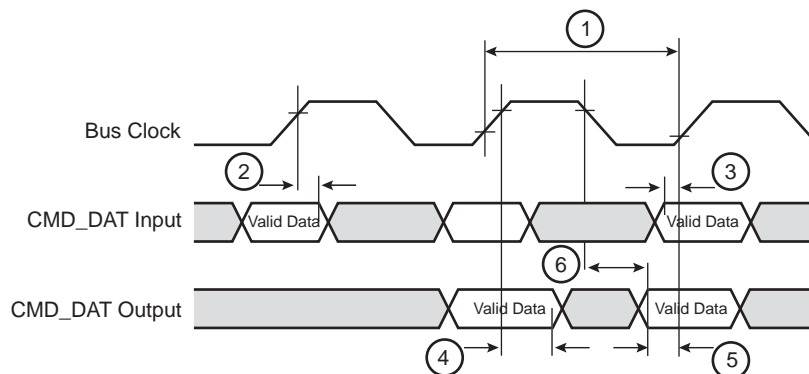 1
Bus Clock
2
3
CMD_DAT Input
Valid Data
Valid Data
6
CMD_DAT Output
Valid Data
Valid Data
4
5